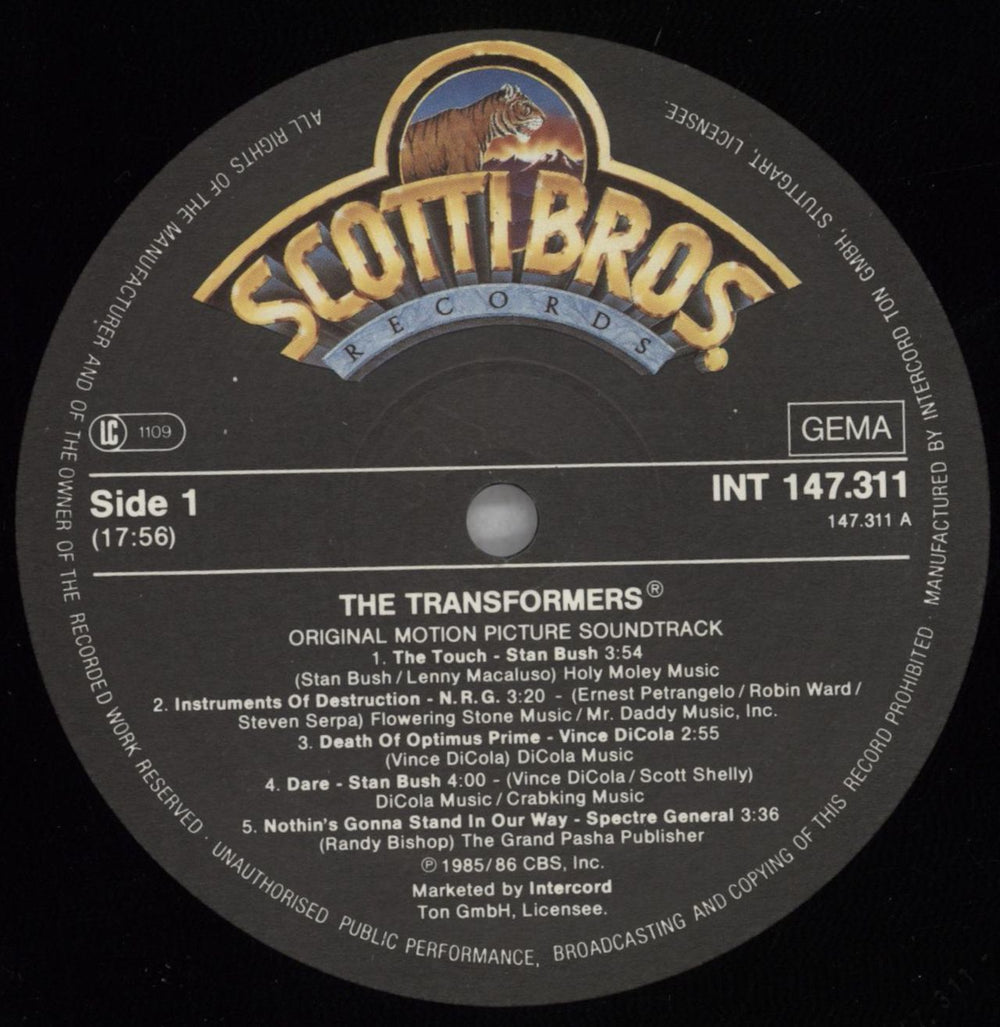 SCOTTI BROS.
RECORDS
LC 1109
GEMA
Side 1
(17:56)
INT 147.311
147.311 A
THE TRANSFORMERS®
ORIGINAL MOTION PICTURE SOUNDTRACK
1. The Touch - Stan Bush 3:54
(Stan Bush / Lenny Macaluso) Holy Moley Music
2. Instruments Of Destruction - N.R.G. 3:20 - (Ernest Petrangelo / Robin Ward /
Steven Serpa) Flowering Stone Music / Mr. Daddy Music, Inc.
3. Death Of Optimus Prime - Vince DiCola 2:55
(Vince DiCola) DiCola Music
4. Dare - Stan Bush 4:00 - (Vince DiCola / Scott Shelly)
DiCola Music / Crabking Music
5. Nothin's Gonna Stand In Our Way - Spectre General 3:36
(Randy Bishop) The Grand Pasha Publisher
℗ 1985/86 CBS, Inc.
Marketed by Intercord
Ton GmbH, Licensee.
ALL RIGHTS OF THE MANUFACTURER AND OF THE OWNER OF THE RECORDED WORK RESERVED · UNAUTHORISED PUBLIC PERFORMANCE, BROADCASTING AND COPYING OF THIS RECORD PROHIBITED · MANUFACTURED BY INTERCORD TON GMBH, STUTTGART, LICENSEE.